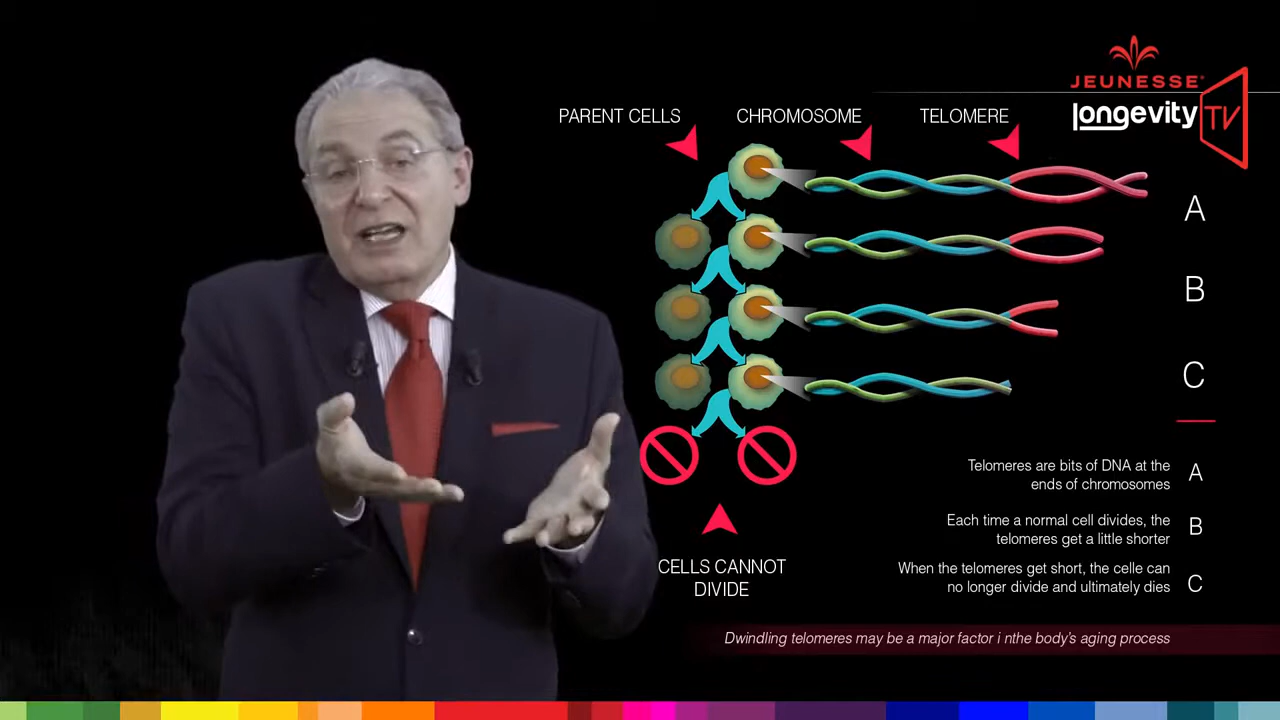 JEUNESSE
longevity TV
PARENT CELLS
CHROMOSOME
TELOMERE
A
B
C
Telomeres are bits of DNA at the
ends of chromosomes
A
Each time a normal cell divides, the
telomeres get a little shorter
B
When the telomeres get short, the celle can
no longer divide and ultimately dies
C
CELLS CANNOT
DIVIDE
Dwindling telomeres may be a major factor i nthe body's aging process